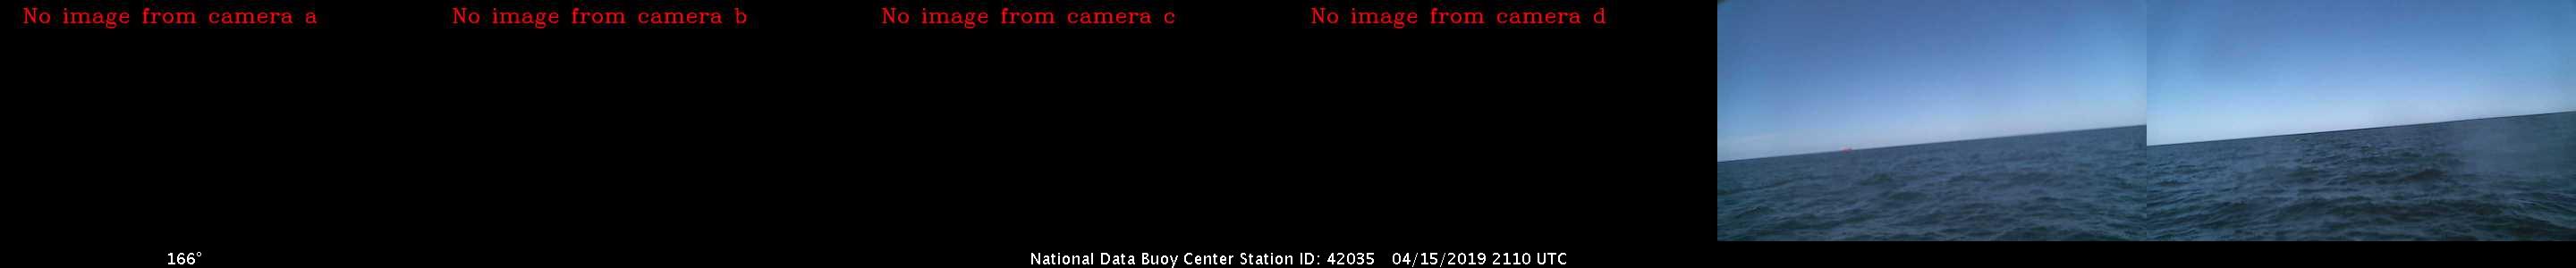 No image from camera a
No image from camera b
No image from camera c
No image from camera d
166°
National Data Buoy Center Station ID: 42035 04/15/2019 2110 UTC